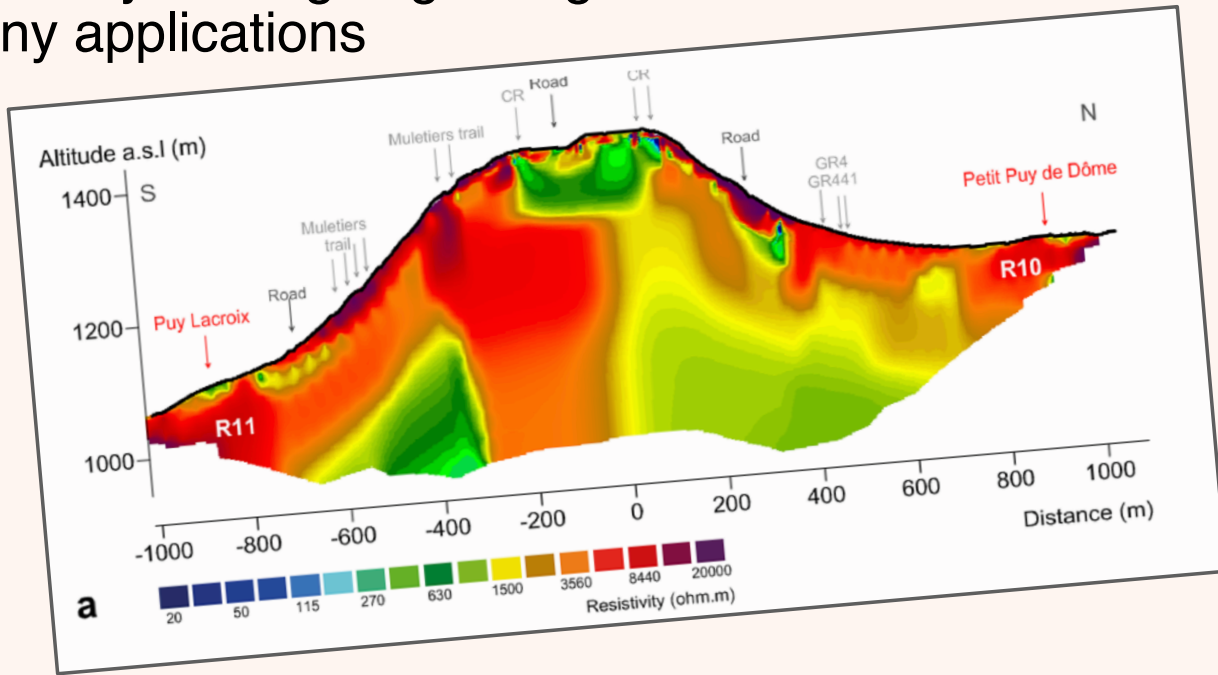 ny applications
CR
Road
CR
Muletiers trail
Altitude a.s.l (m)
Road
N
GR4
GR441
Petit Puy de Dôme
1400
S
Muletiers
trail
Road
R10
1200
Puy Lacroix
R11
1000
-1000
-800
-600
-400
-200
0
200
400
600
800
1000
Distance (m)
a
20
50
115
270
630
1500
3560
8440
20000
Resistivity (ohm.m)